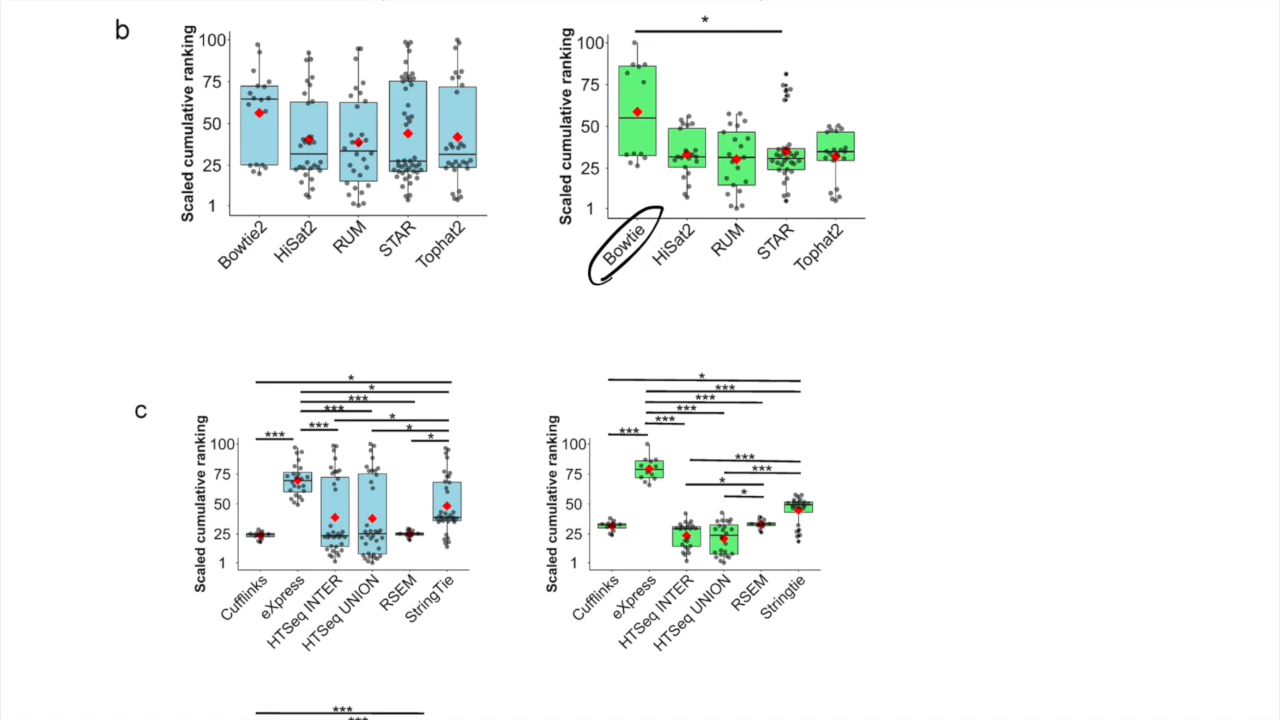 b
*
Scaled cumulative ranking
100
75
50
25
1
Bowtie2
HiSat2
RUM
STAR
Tophat2
Scaled cumulative ranking
100
75
50
25
1
Bowtie
HiSat2
RUM
STAR
Tophat2
c
*
*
***
***
*
***
*
***
*
Scaled cumulative ranking
100
75
50
25
1
Cufflinks
eXpress
HTSeq INTER
HTSeq UNION
RSEM
StringTie
*
***
***
***
***
***
***
***
*
*
Scaled cumulative ranking
100
75
50
25
1
Cufflinks
eXpress
HTSeq INTER
HTSeq UNION
RSEM
Stringtie
***
***